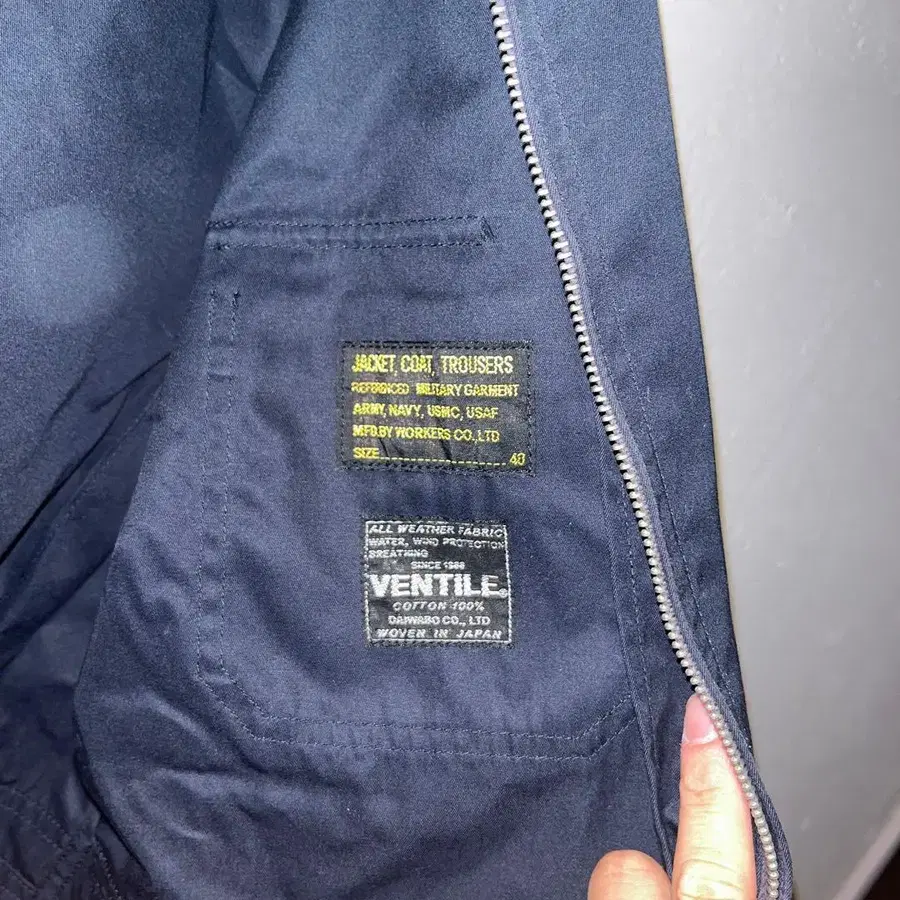 JACKET, COAT, TROUSERS
REFERENCED MILITARY GARMENT
ARMY, NAVY, USMC, USAF
MFD.BY WORKERS CO.,LTD
SIZE 40
ALL WEATHER FABRIC
WATER, WIND PROTECTION
BREATHING
SINCE
VENTILE®
COTTON 100%
DAIWABO CO., LTD
WOVEN IN JAPAN